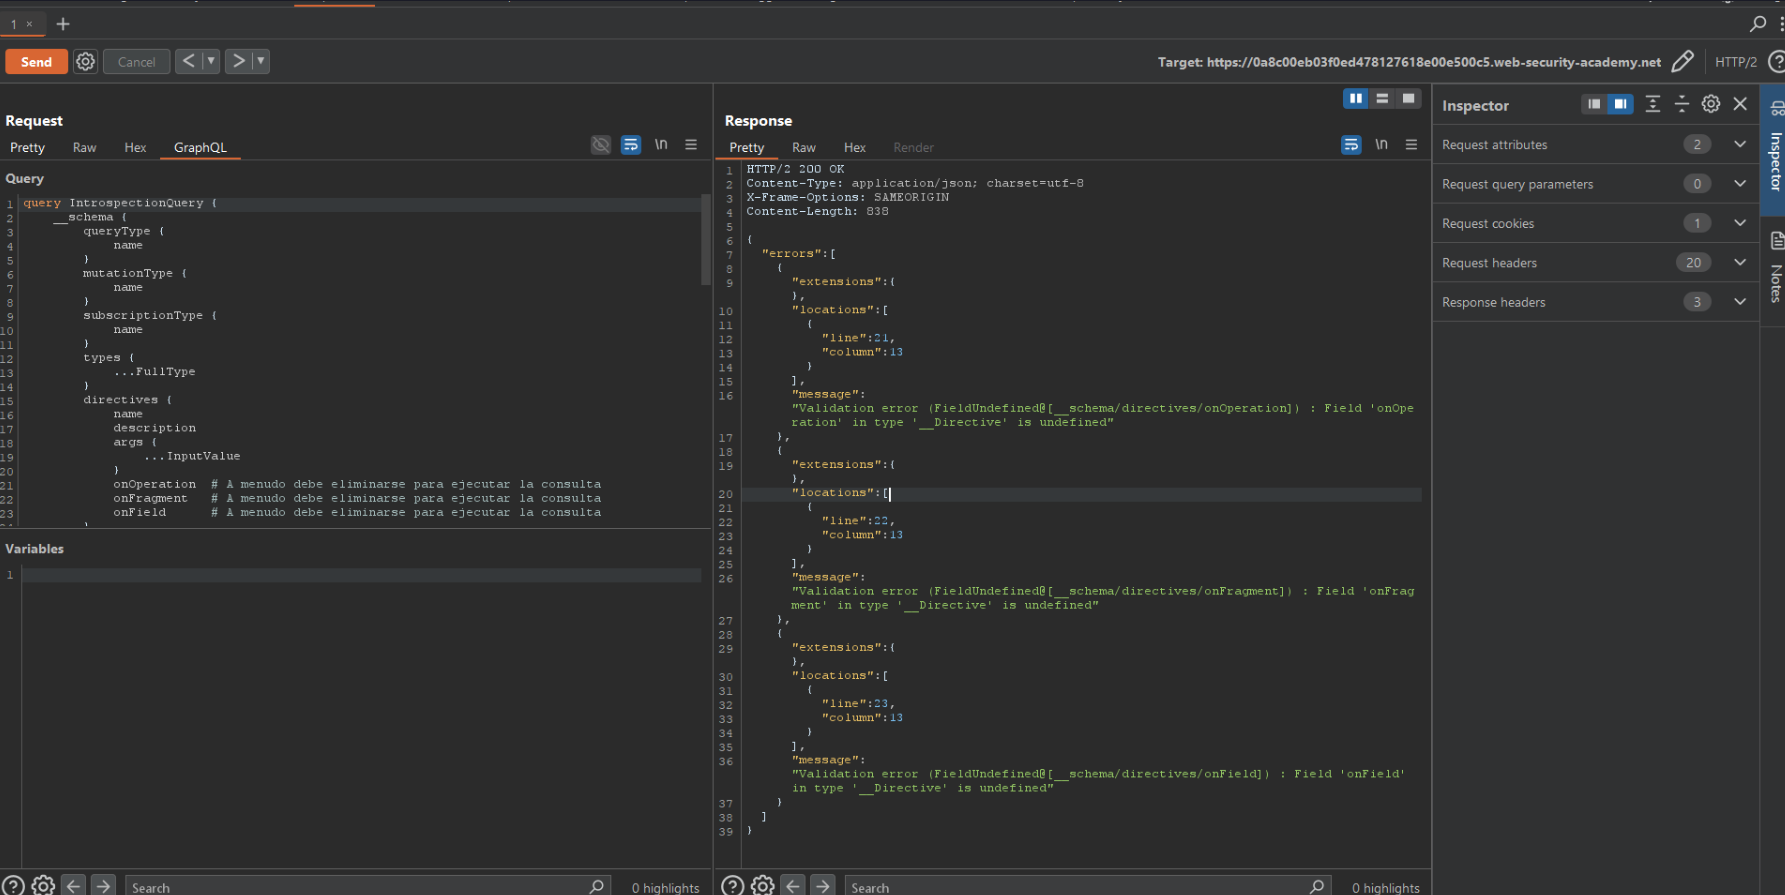 1 ×
Send
Cancel
Target: https://0a8c00eb03f0ed478127618e00e500c5.web-security-academy.net
HTTP/2
Request
Pretty Raw Hex GraphQL
\n
Query
1 query IntrospectionQuery {
2 __schema {
3 queryType {
4 name
5 }
6 mutationType {
7 name
8 }
9 subscriptionType {
10 name
11 }
12 types {
13 ...FullType
14 }
15 directives {
16 name
17 description
18 args {
19 ...InputValue
20 }
21 onOperation # A menudo debe eliminarse para ejecutar la consulta
22 onFragment # A menudo debe eliminarse para ejecutar la consulta
23 onField # A menudo debe eliminarse para ejecutar la consulta
Variables
1
Search
0 highlights
Response
Pretty Raw Hex Render
\n
1 HTTP/2 200 OK
2 Content-Type: application/json; charset=utf-8
3 X-Frame-Options: SAMEORIGIN
4 Content-Length: 838
5
6 {
7 "errors":[
8 {
9 "extensions":{
},
10 "locations":[
11 {
12 "line":21,
13 "column":13
14 }
15 ],
16 "message":
"Validation error (FieldUndefined@[__schema/directives/onOperation]) : Field 'onOpe
ration' in type '__Directive' is undefined"
17 },
18 {
19 "extensions":{
},
20 "locations":[
21 {
22 "line":22,
23 "column":13
24 }
25 ],
26 "message":
"Validation error (FieldUndefined@[__schema/directives/onFragment]) : Field 'onFrag
ment' in type '__Directive' is undefined"
27 },
28 {
29 "extensions":{
},
30 "locations":[
31 {
32 "line":23,
33 "column":13
34 }
35 ],
36 "message":
"Validation error (FieldUndefined@[__schema/directives/onField]) : Field 'onField'
in type '__Directive' is undefined"
37 }
38 ]
39 }
Search
0 highlights
Inspector
Request attributes 2
Request query parameters 0
Request cookies 1
Request headers 20
Response headers 3
Inspector
Notes